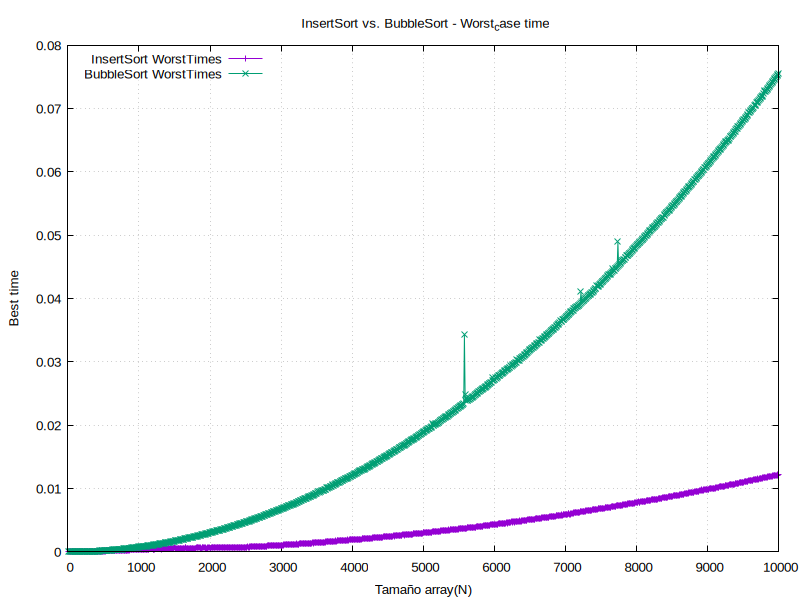 InsertSort vs. BubbleSort - Worstcase time
InsertSort WorstTimes
BubbleSort WorstTimes
Best time
0.08
0.07
0.06
0.05
0.04
0.03
0.02
0.01
0
0 1000 2000 3000 4000 5000 6000 7000 8000 9000 10000
Tamaño array(N)